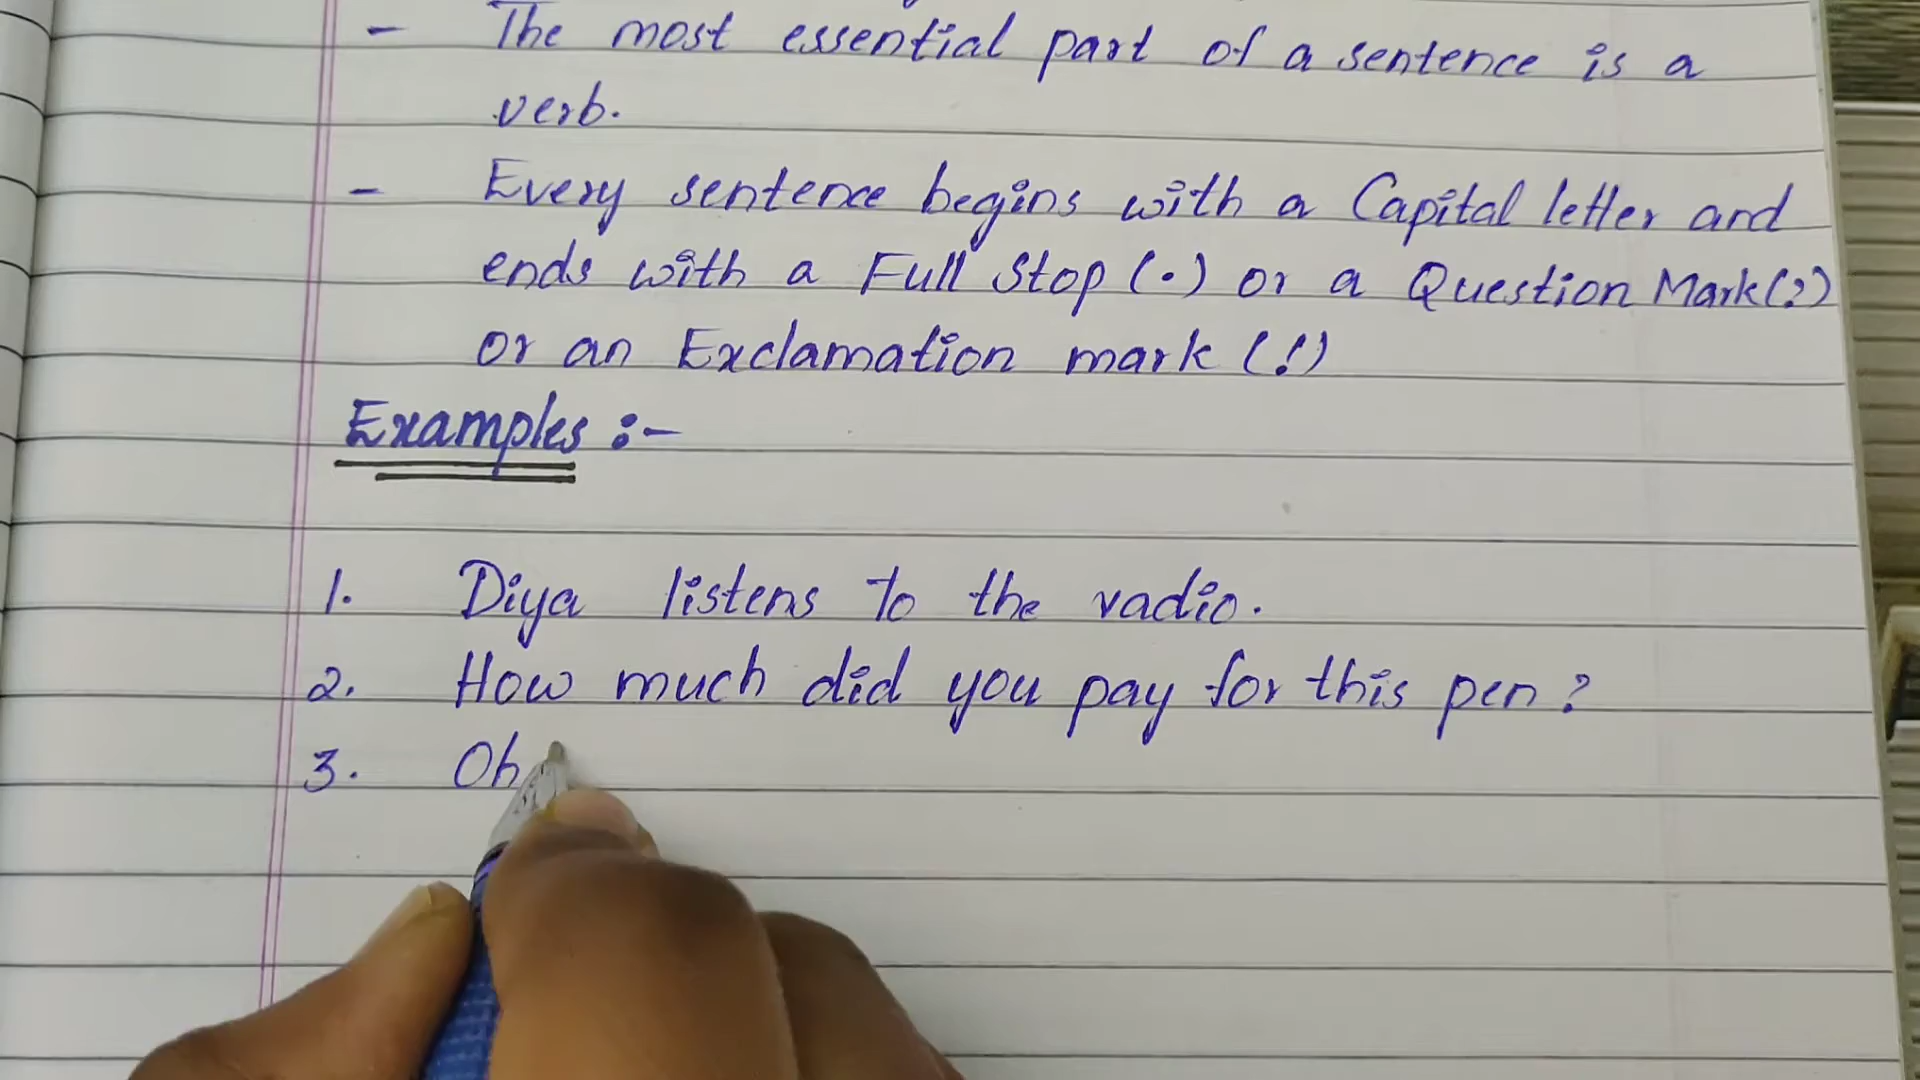 - The most essential part of a sentence is a
verb.
- Every sentence begins with a Capital letter and
ends with a Full Stop (.) or a Question Mark (?)
or an Exclamation mark (!)
Examples :-
1. Diya listens to the radio.
2. How much did you pay for this pen?
3. Oh